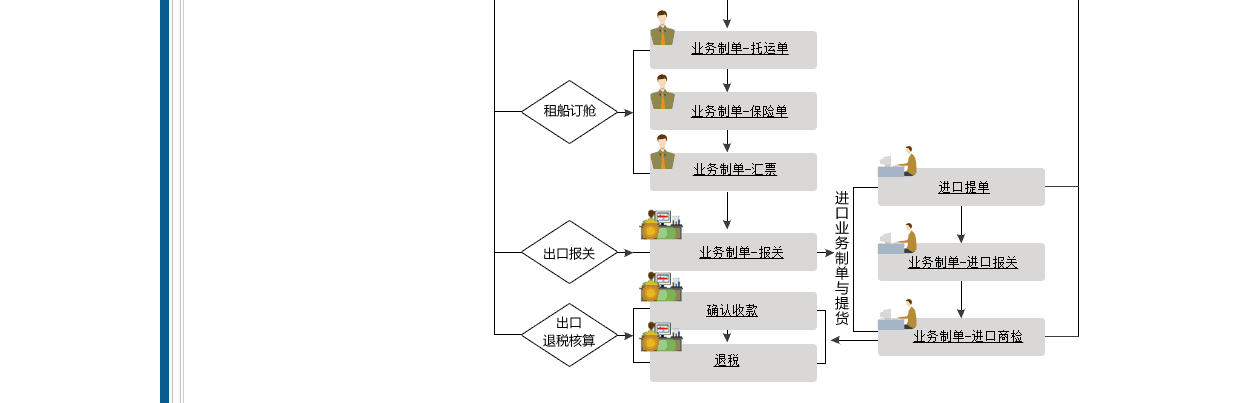 业务制单-托运单
租船订舱
业务制单-保险单
业务制单-汇票
出口报关
业务制单-报关
出口
退税核算
确认收款
退税
进口业务制单与提货
进口提单
业务制单-进口报关
业务制单-进口商检